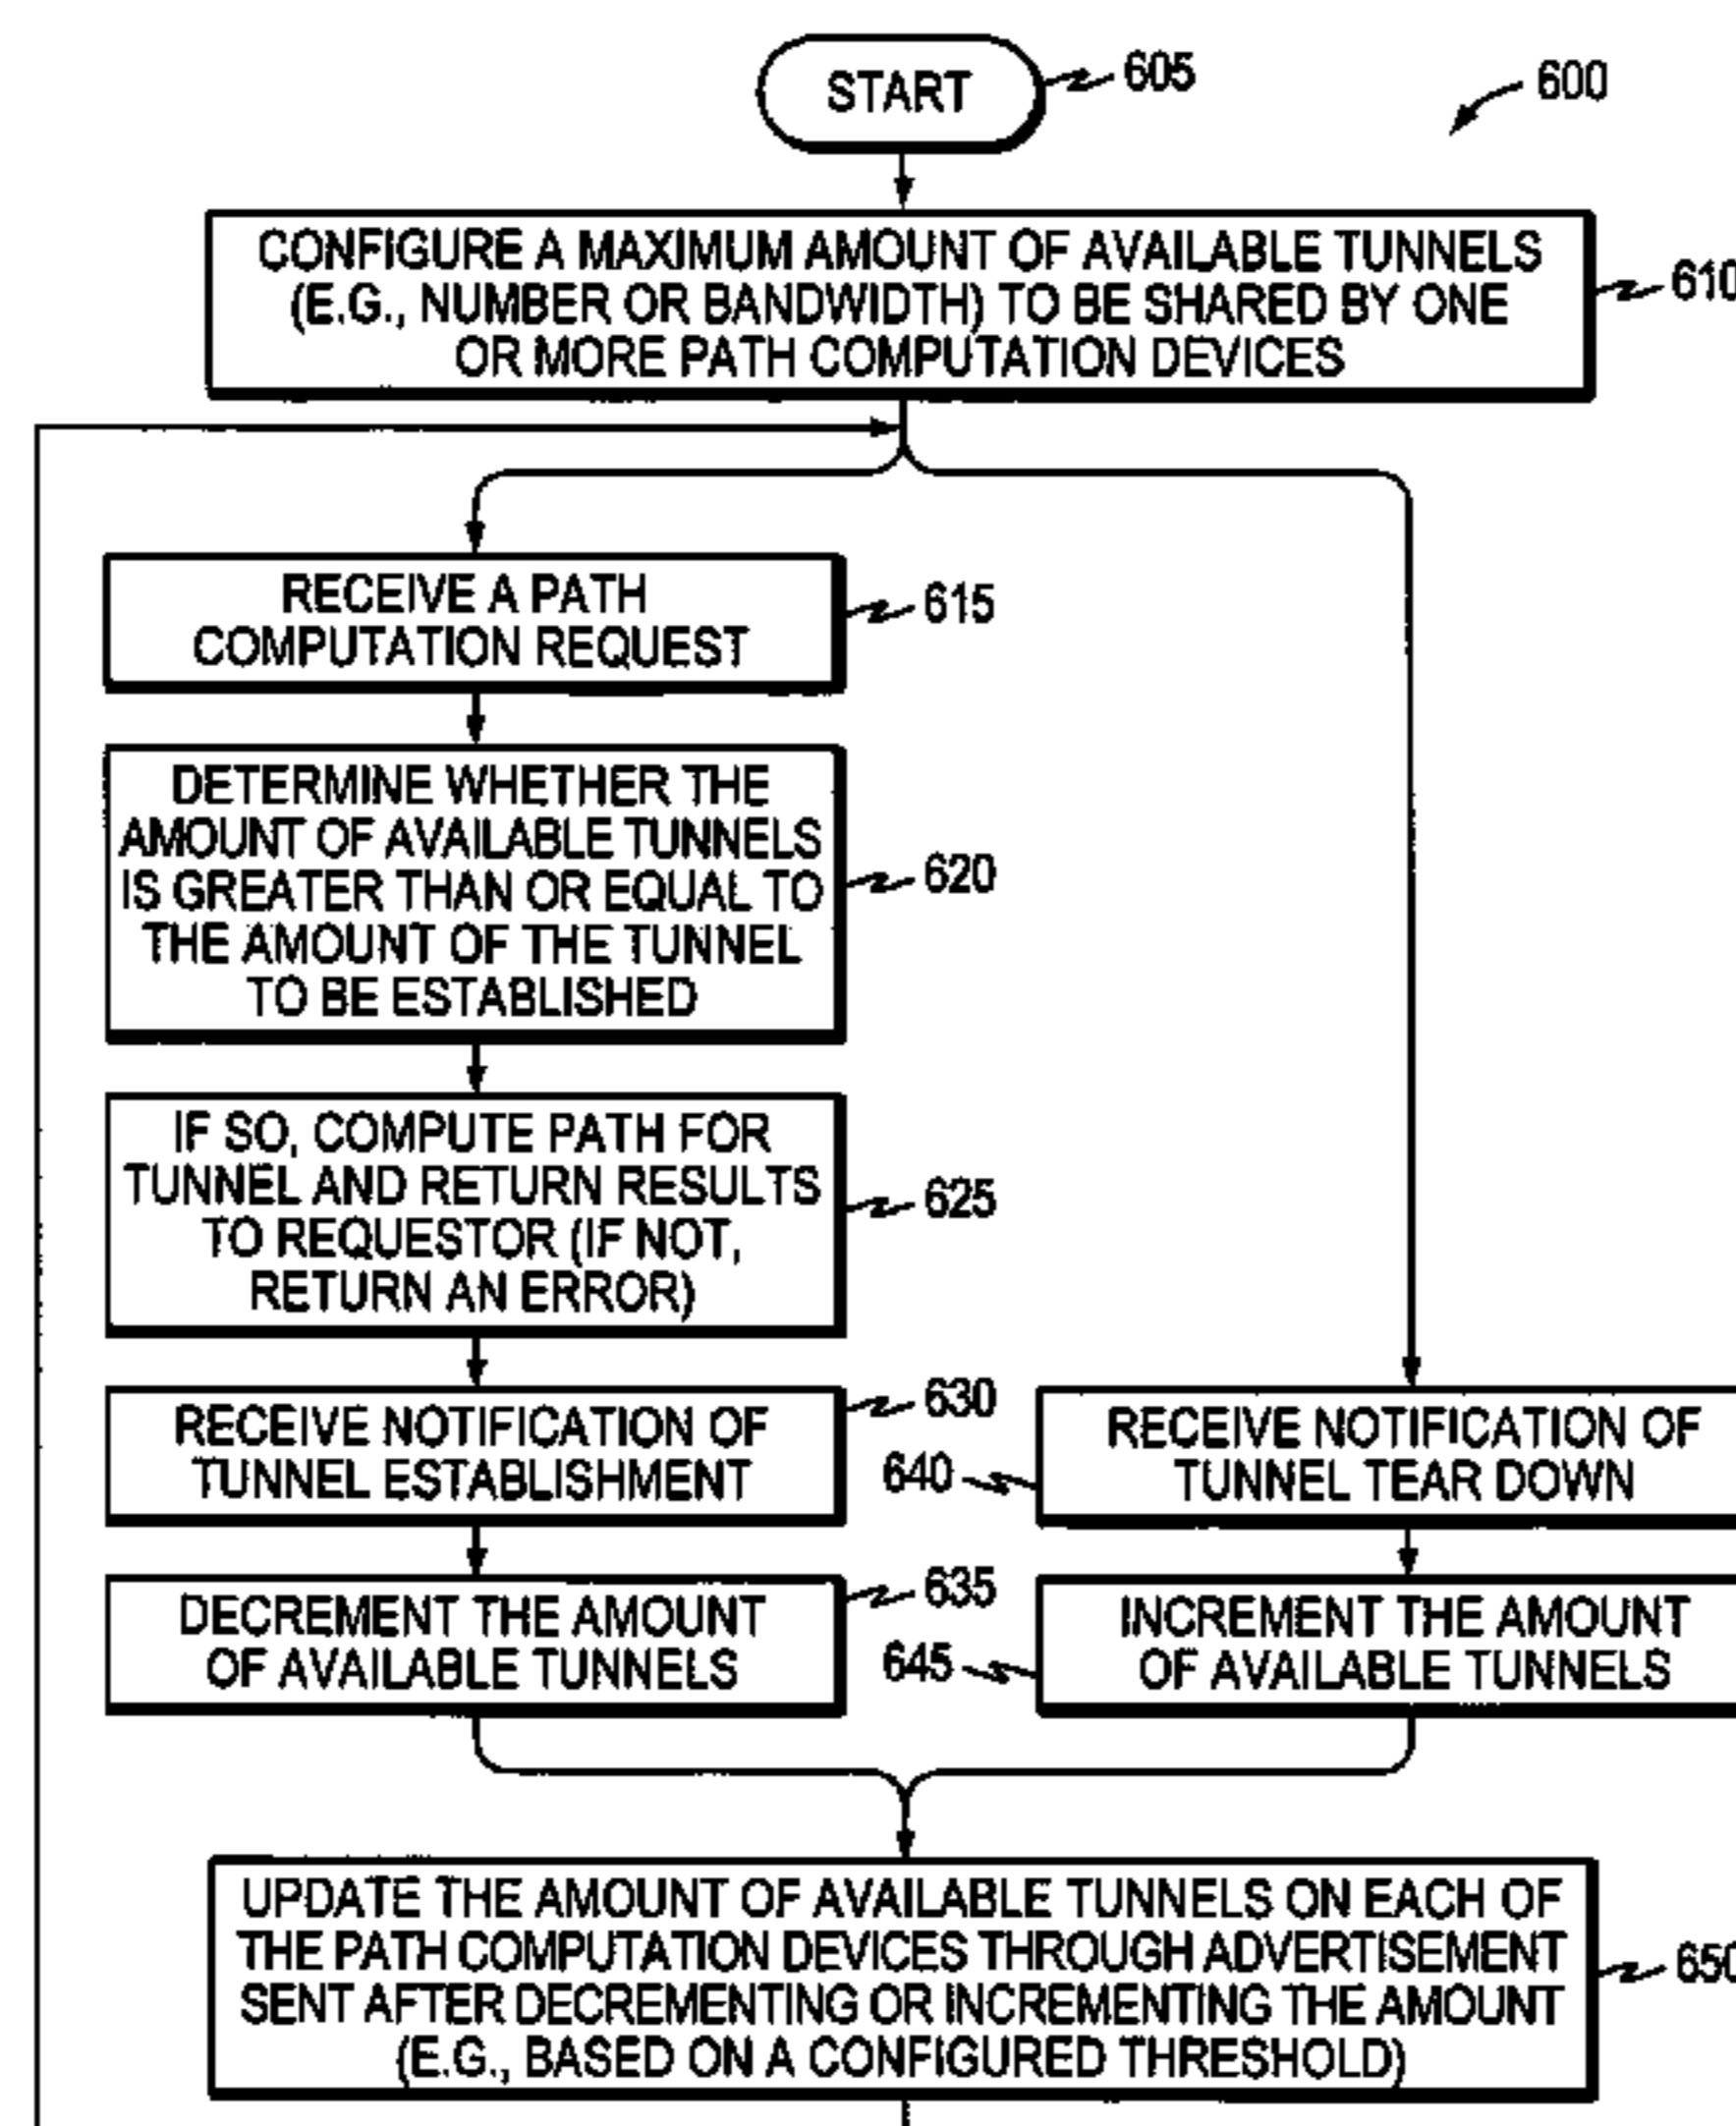 START
605
600
CONFIGURE A MAXIMUM AMOUNT OF AVAILABLE TUNNELS
(E.G., NUMBER OR BANDWIDTH) TO BE SHARED BY ONE
OR MORE PATH COMPUTATION DEVICES
610
RECEIVE A PATH
COMPUTATION REQUEST
615
DETERMINE WHETHER THE
AMOUNT OF AVAILABLE TUNNELS
IS GREATER THAN OR EQUAL TO
THE AMOUNT OF THE TUNNEL
TO BE ESTABLISHED
620
IF SO, COMPUTE PATH FOR
TUNNEL AND RETURN RESULTS
TO REQUESTOR (IF NOT,
RETURN AN ERROR)
625
RECEIVE NOTIFICATION OF
TUNNEL ESTABLISHMENT
630
640
RECEIVE NOTIFICATION OF
TUNNEL TEAR DOWN
DECREMENT THE AMOUNT
OF AVAILABLE TUNNELS
635
645
INCREMENT THE AMOUNT
OF AVAILABLE TUNNELS
UPDATE THE AMOUNT OF AVAILABLE TUNNELS ON EACH OF
THE PATH COMPUTATION DEVICES THROUGH ADVERTISEMENT
SENT AFTER DECREMENTING OR INCREMENTING THE AMOUNT
(E.G., BASED ON A CONFIGURED THRESHOLD)
650